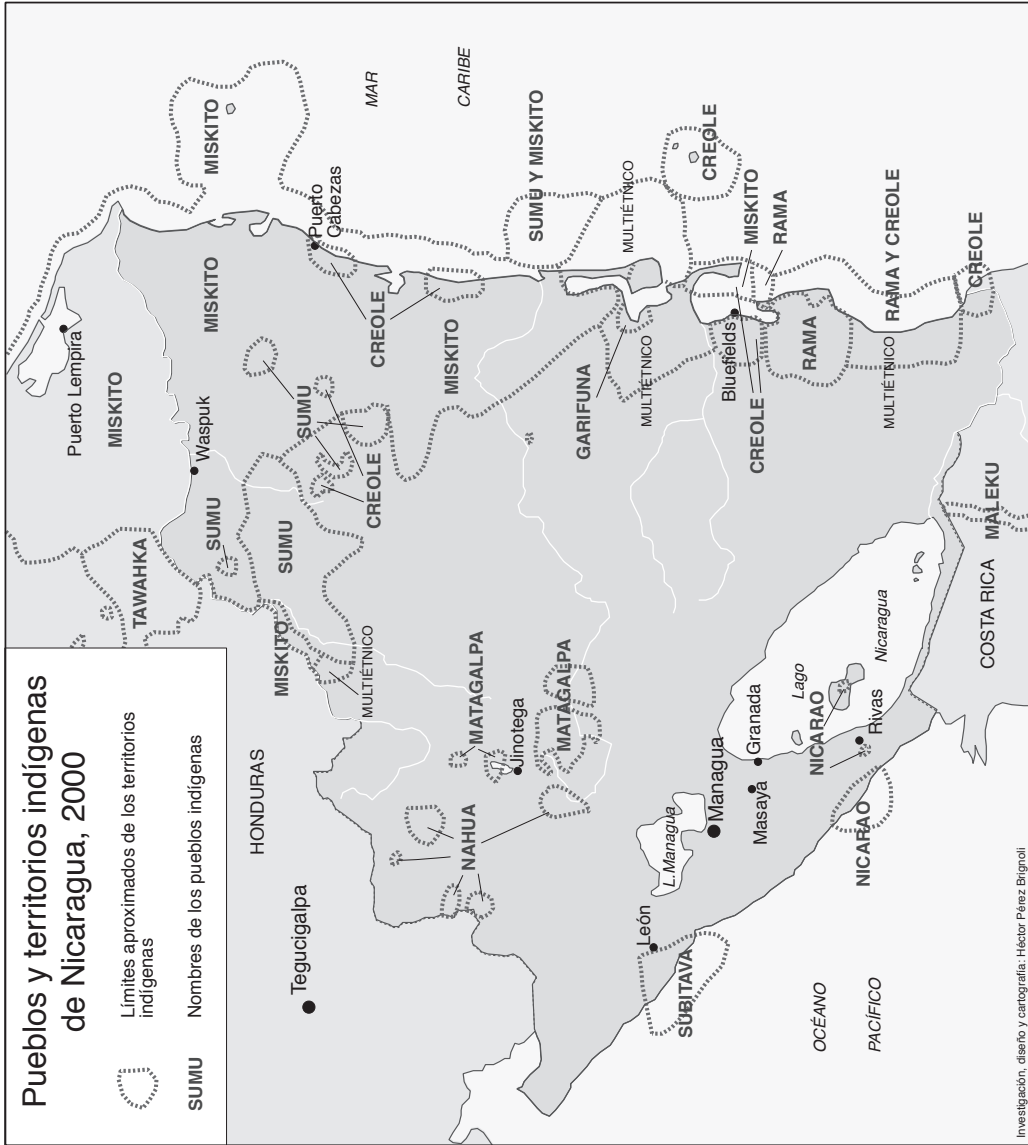 Pueblos y territorios indígenas
de Nicaragua, 2000
Límites aproximados de los territorios
indígenas
SUMU
Nombres de los pueblos indígenas
HONDURAS
Tegucigalpa
TAWAHKA
MISKITO
Puerto Lempira
MISKITO
Waspuk
SUMU
MISKITO
Puerto
Cabezas
MAR
CARIBE
MISKITO
MULTIÉTNICO
SUMU
SUMU
CREOLE
CREOLE
MISKITO
SUMU Y MISKITO
NAHUA
MATAGALPA
Jinotega
MATAGALPA
GARIFUNA
MULTIÉTNICO
MULTIÉTNICO
CREOLE
León
SUBITAVA
L.Managua
Managua
Masaya
Granada
Bluefields
CREOLE
MISKITO
RAMA
RAMA
OCÉANO
PACÍFICO
NICARAO
NICARAO
Lago
Nicaragua
Rivas
MULTIÉTNICO
RAMA Y CREOLE
CREOLE
COSTA RICA
MALEKU
Investigación, diseño y cartografía: Héctor Pérez Brignoli